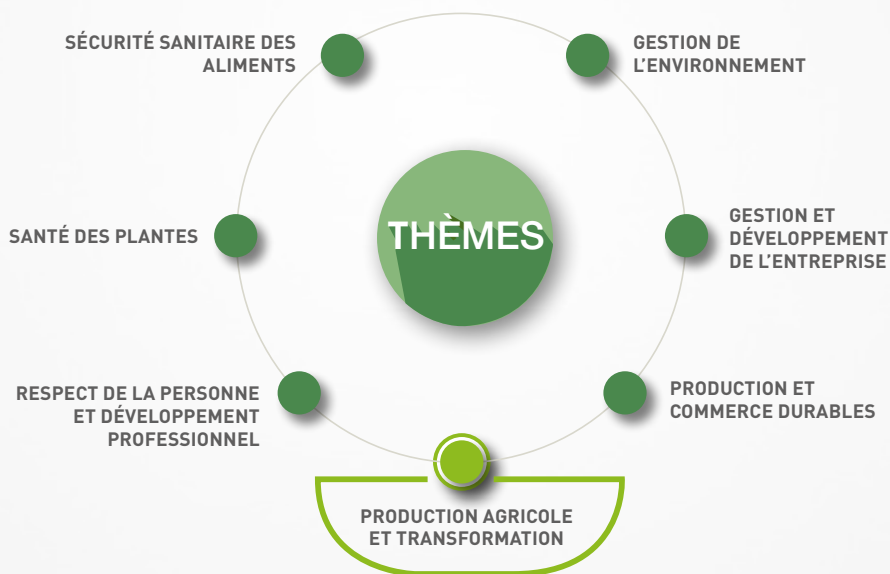 SÉCURITÉ SANITAIRE DES
ALIMENTS
GESTION DE
L'ENVIRONNEMENT
THÈMES
SANTÉ DES PLANTES
GESTION ET
DÉVELOPPEMENT
DE L'ENTREPRISE
RESPECT DE LA PERSONNE
ET DÉVELOPPEMENT
PROFESSIONNEL
PRODUCTION ET
COMMERCE DURABLES
PRODUCTION AGRICOLE
ET TRANSFORMATION